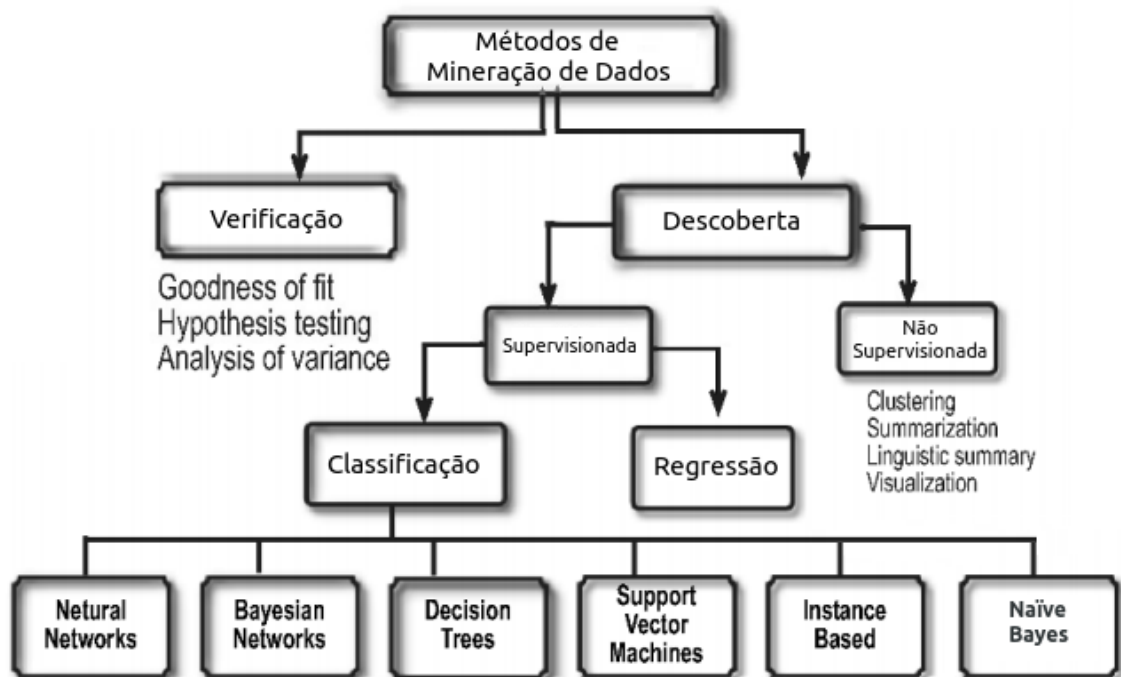 Métodos de
Mineração de Dados
Verificação
Goodness of fit
Hypothesis testing
Analysis of variance
Descoberta
Supervisionada
Não
Supervisionada
Clustering
Summarization
Linguistic summary
Visualization
Classificação
Regressão
Netural
Networks
Bayesian
Networks
Decision
Trees
Support
Vector
Machines
Instance
Based
Naïve
Bayes